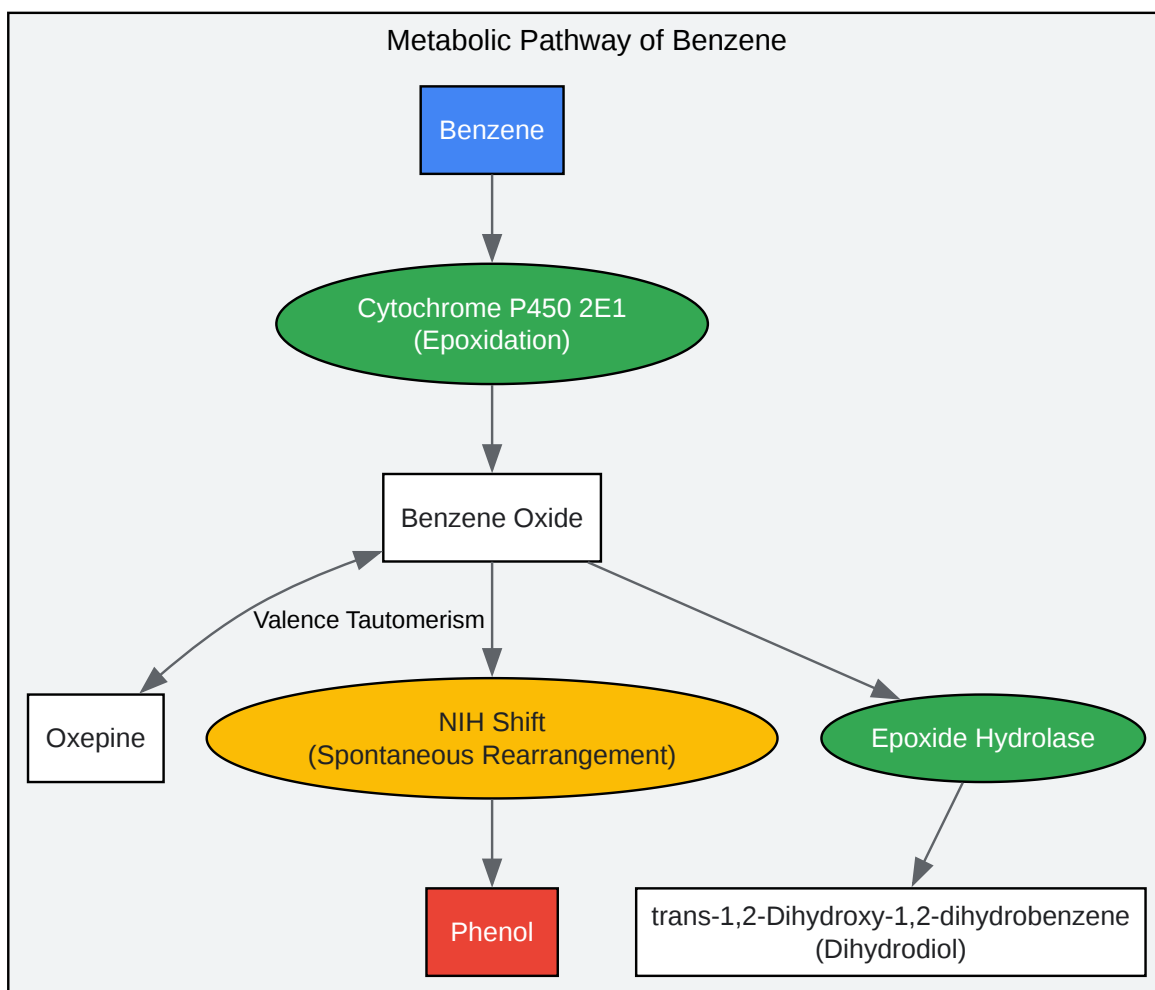 Metabolic Pathway of Benzene
Benzene
Cytochrome P450 2E1
(Epoxidation)
Benzene Oxide
Valence Tautomerism
Oxepine
NIH Shift
(Spontaneous Rearrangement)
Epoxide Hydrolase
Phenol
trans-1,2-Dihydroxy-1,2-dihydrobenzene
(Dihydrodiol)